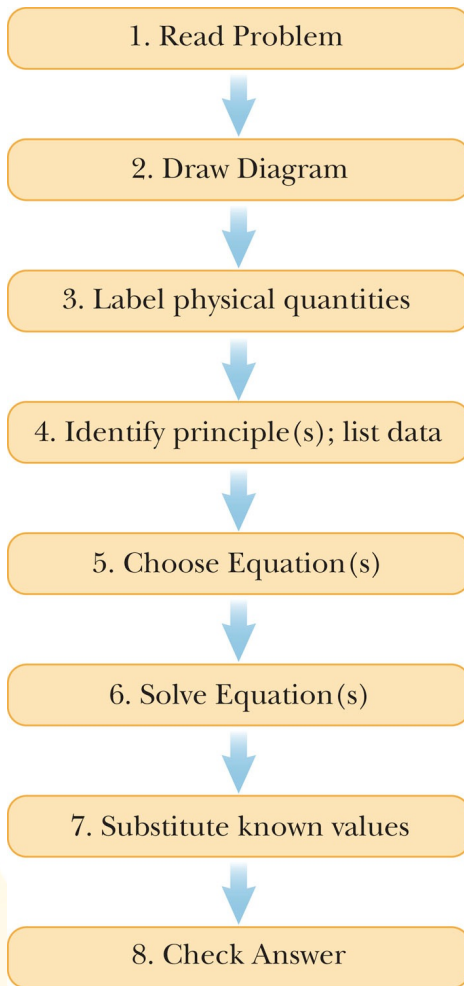 1. Read Problem
2. Draw Diagram
3. Label physical quantities
4. Identify principle(s); list data
5. Choose Equation(s)
6. Solve Equation(s)
7. Substitute known values
8. Check Answer